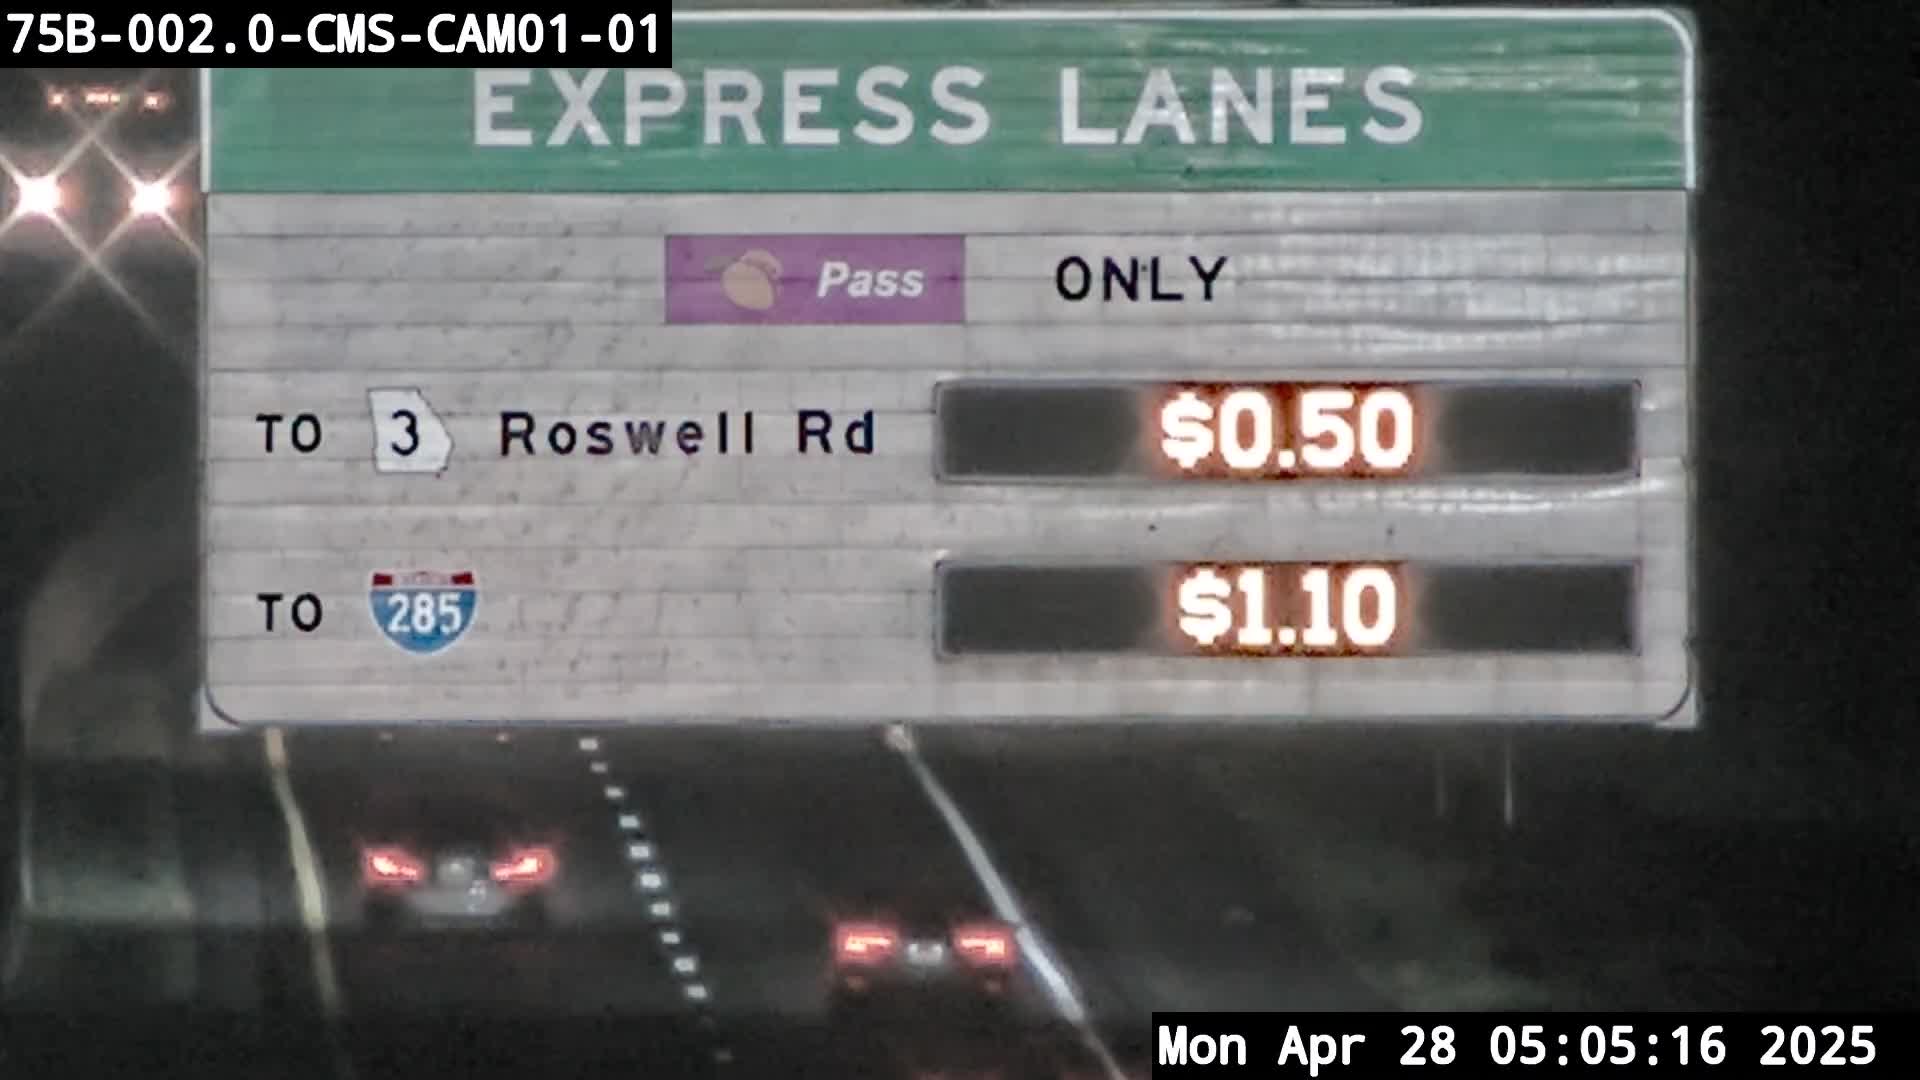 75B-002.0-CMS-CAM01-01
EXPRESS LANES
Pass ONLY
TO 3 Roswell Rd $0.50
TO 285 $1.10
Mon Apr 28 05:05:16 2025